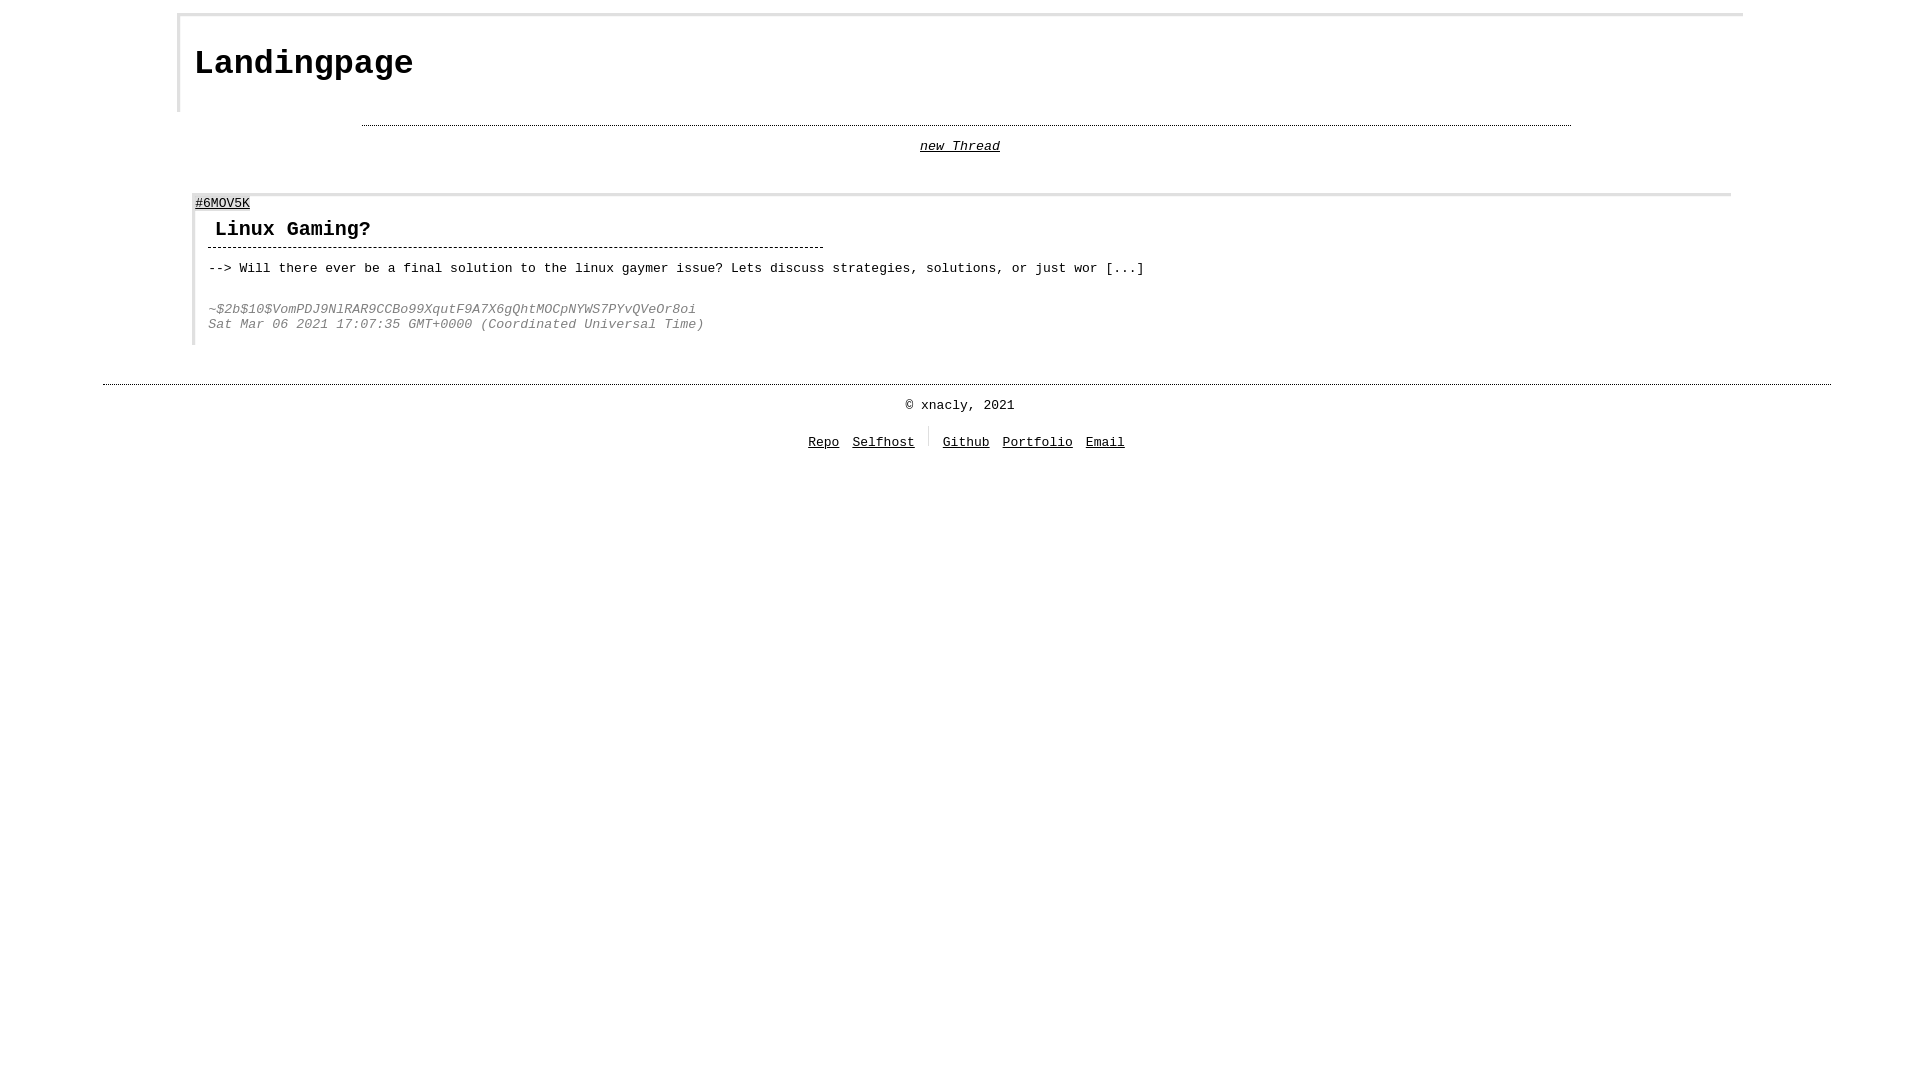 Landingpage
new Thread
#6MOV5K
Linux Gaming?
--> Will there ever be a final solution to the linux gaymer issue? Lets discuss strategies, solutions, or just wor [...]
~$2b$10$VomPDJ9NlRAR9CCBo99XqutF9A7X6gQhtMOCpNYWS7PYvQVeOr8oi
Sat Mar 06 2021 17:07:35 GMT+0000 (Coordinated Universal Time)
© xnacly, 2021
Repo Selfhost Github Portfolio Email